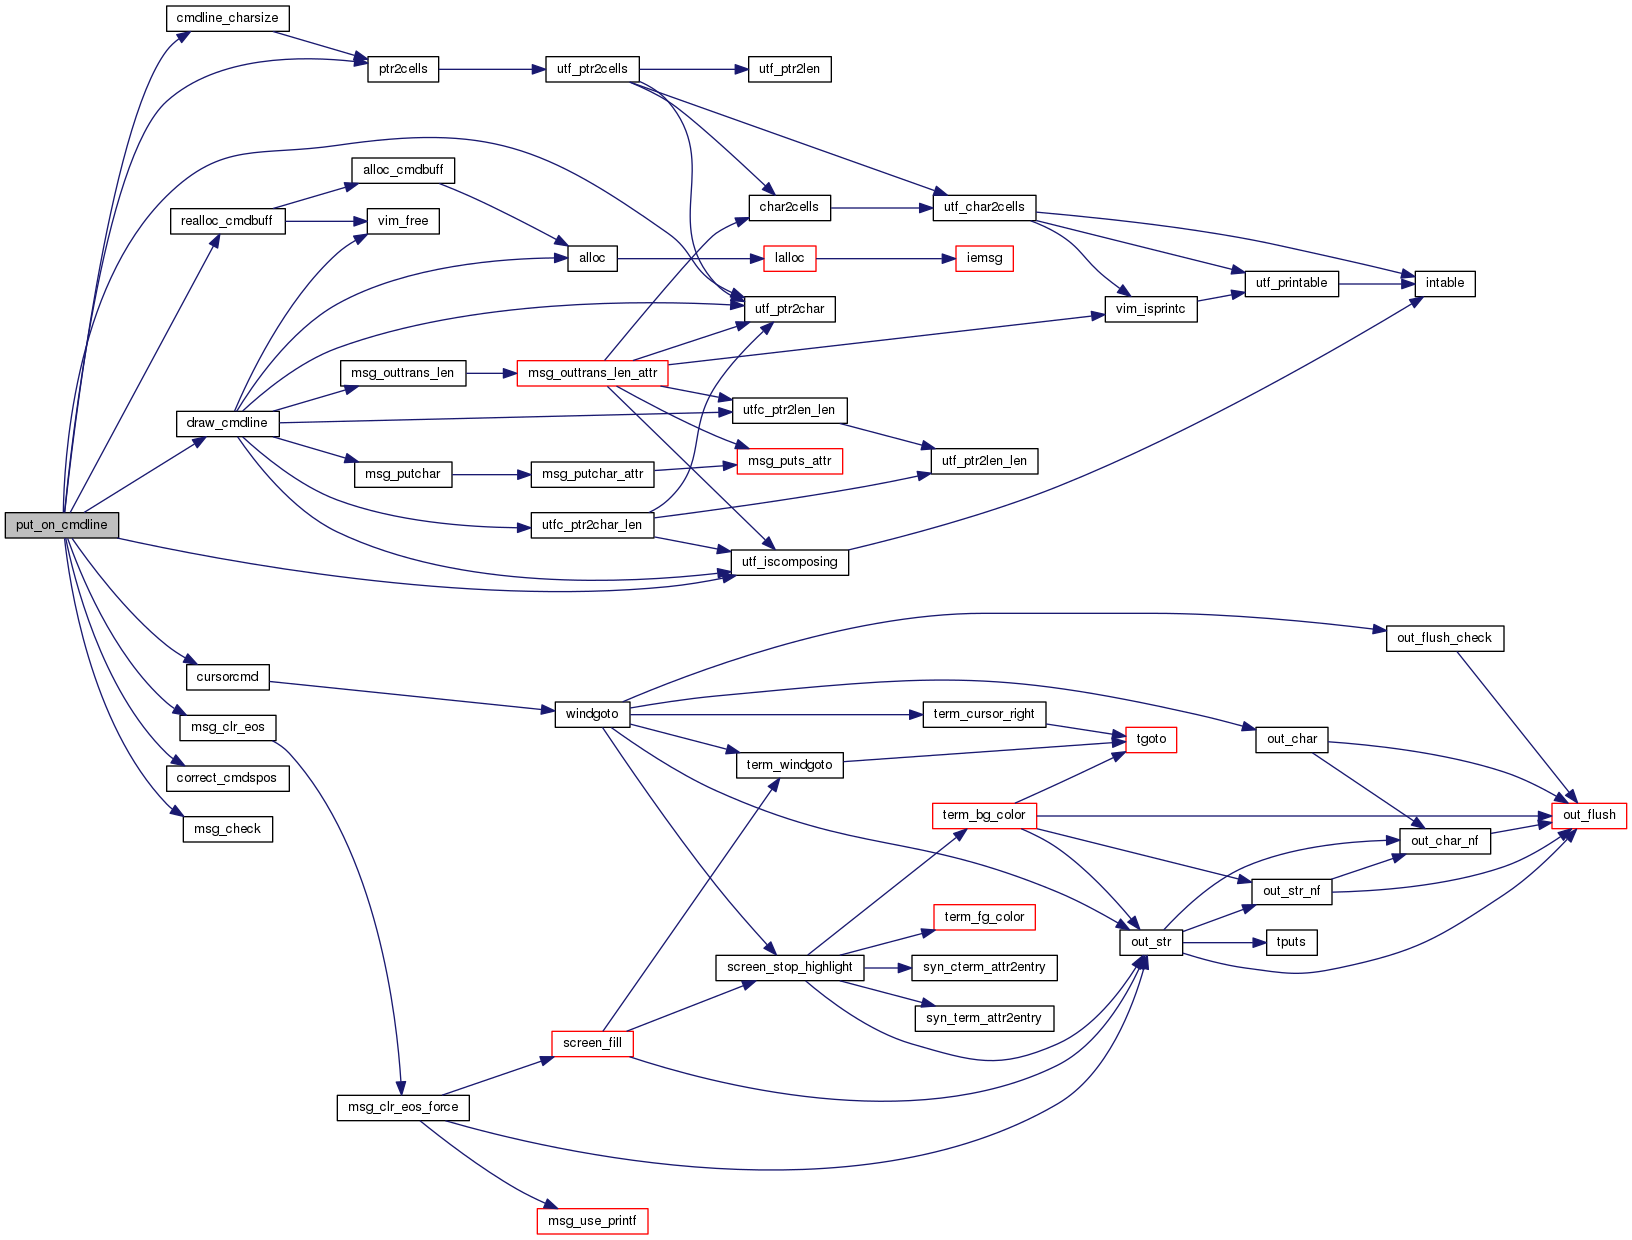 cmdline_charsize
ptr2cells
utf_ptr2cells
utf_ptr2len
alloc_cmdbuff
realloc_cmdbuff
vim_free
char2cells
utf_char2cells
alloc
lalloc
iemsg
utf_printable
intable
utf_ptr2char
vim_isprintc
msg_outtrans_len
msg_outtrans_len_attr
draw_cmdline
utfc_ptr2len_len
msg_putchar
msg_putchar_attr
msg_puts_attr
utf_ptr2len_len
put_on_cmdline
utfc_ptr2char_len
utf_iscomposing
out_flush_check
cursorcmd
windgoto
term_cursor_right
msg_clr_eos
out_char
tgoto
term_windgoto
correct_cmdspos
term_bg_color
out_flush
msg_check
out_char_nf
out_str_nf
term_fg_color
out_str
tputs
screen_stop_highlight
syn_cterm_attr2entry
syn_term_attr2entry
screen_fill
msg_clr_eos_force
msg_use_printf